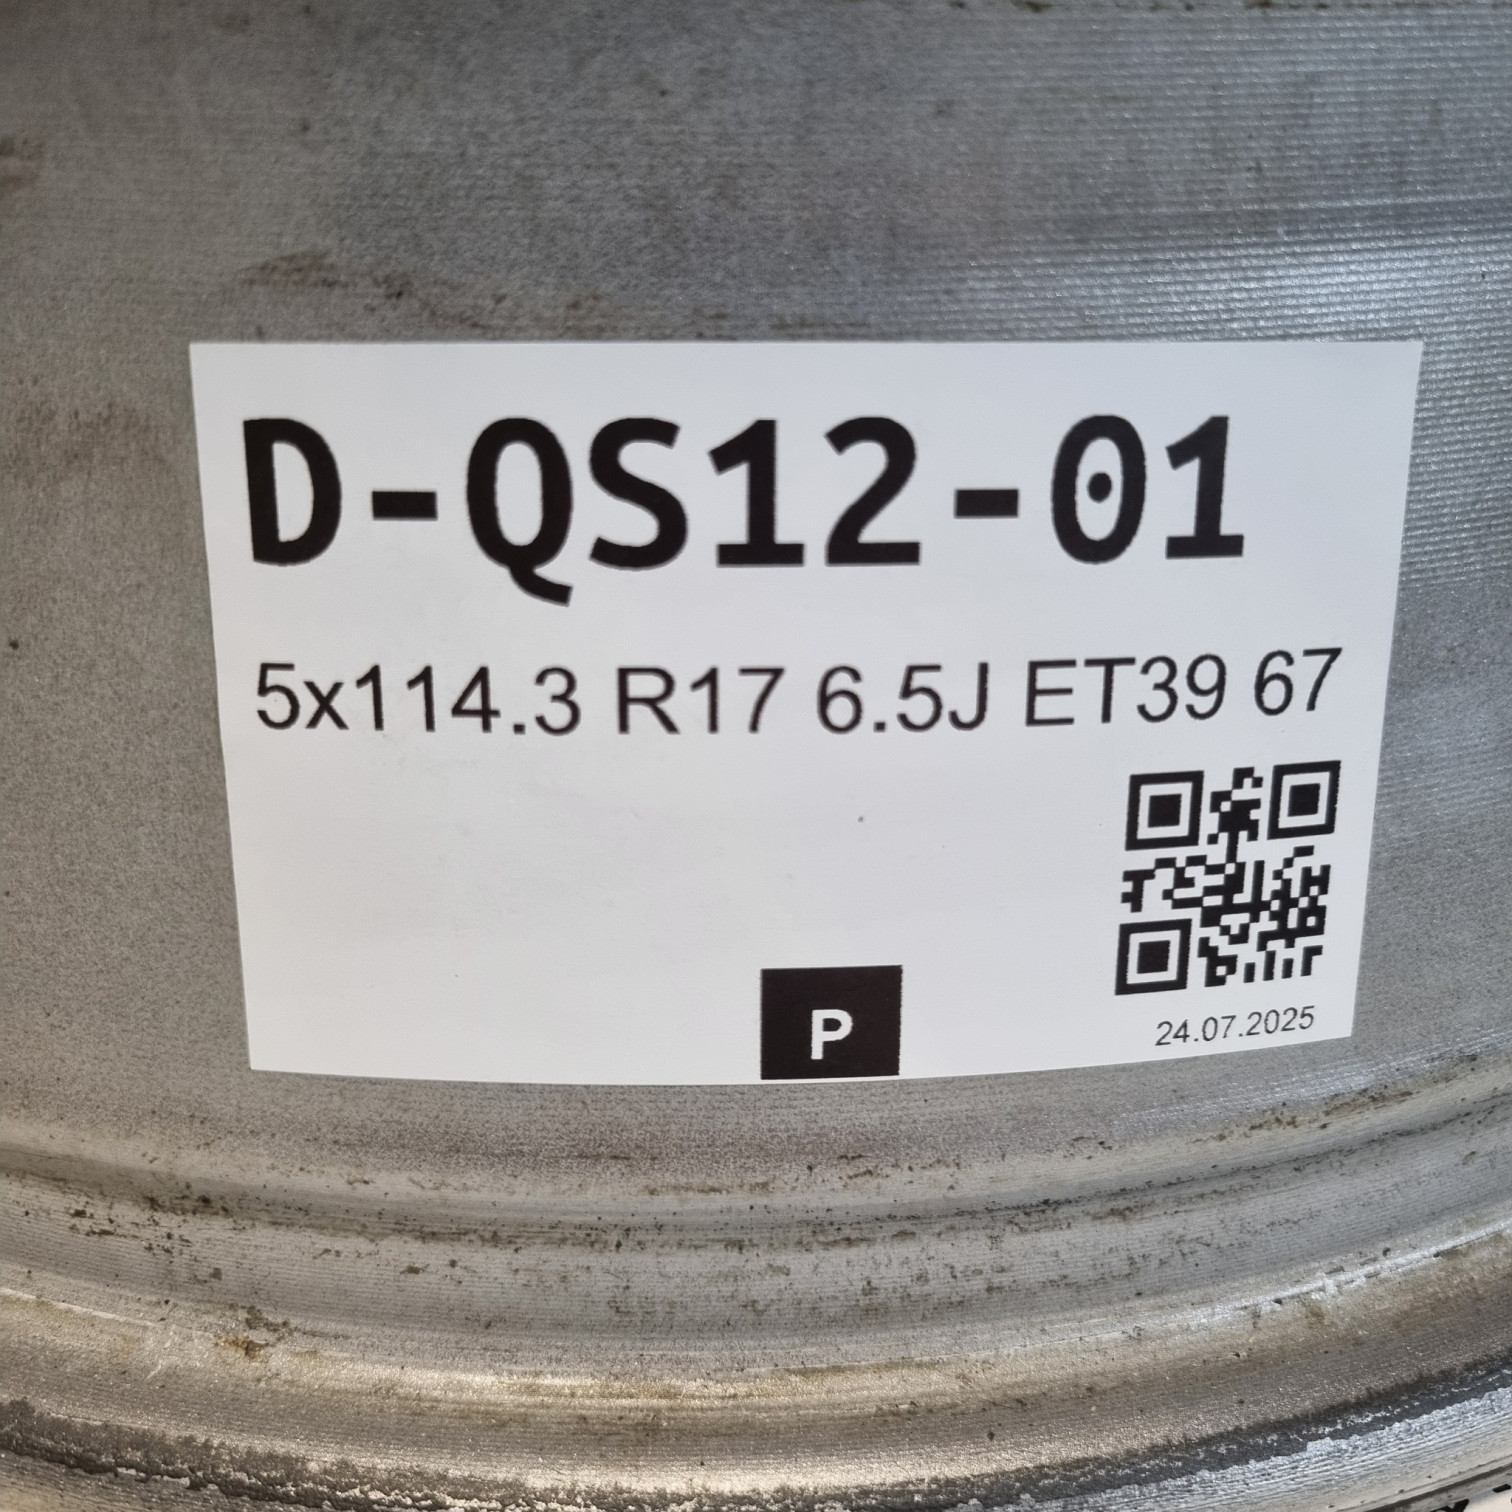 D-QS12-01
5x114.3 R17 6.5J ET39 67
P
24.07.2025